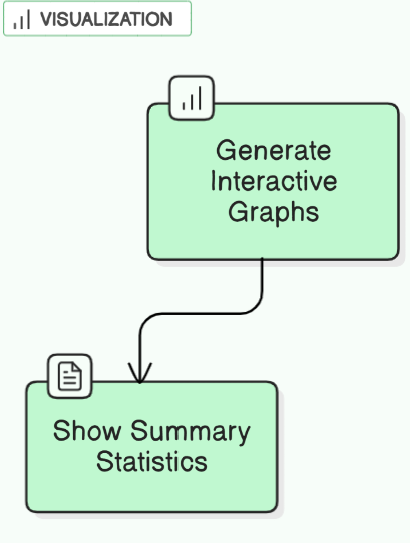 VISUALIZATION
Generate
Interactive
Graphs
Show Summary
Statistics